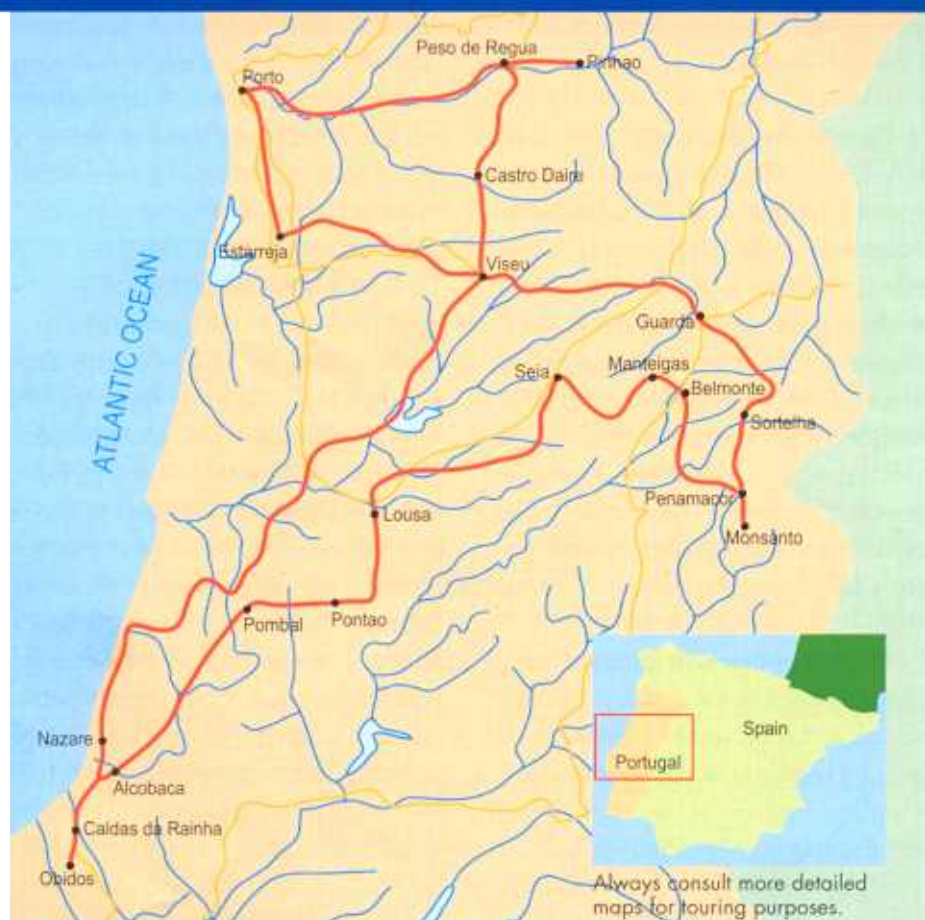 Peso de Regua
Pinhao
Porto
Castro Daire
Estarreja
Viseu
ATLANTIC OCEAN
Guarda
Seia
Manteigas
Belmonte
Sortelha
Penamacor
Lousa
Monsanto
Pombal
Pontao
Nazare
Alcobaca
Caldas da Rainha
Obidos
Spain
Portugal
Always consult more detailed
maps for touring purposes.